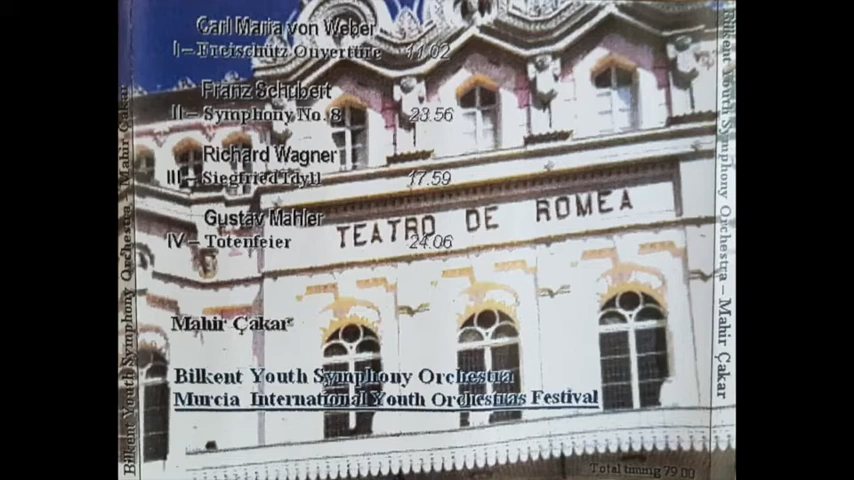 Carl Maria von Weber
I – Freischütz Ouvertüre 11.02
Franz Schubert
II – Symphony No. 8 23.56
Richard Wagner
III – Siegfried Idyll 17.59
Gustav Mahler
IV – Totenfeier 24.06
TEATRO DE ROMEA
Mahir Çakar
Bilkent Youth Symphony Orchestra
Murcia International Youth Orchestras Festival
Total timing 79.00
Bilkent Youth Symphony Orchestra – Mahir Çakar
Bilkent Youth Symphony Orchestra – Mahir Çakar